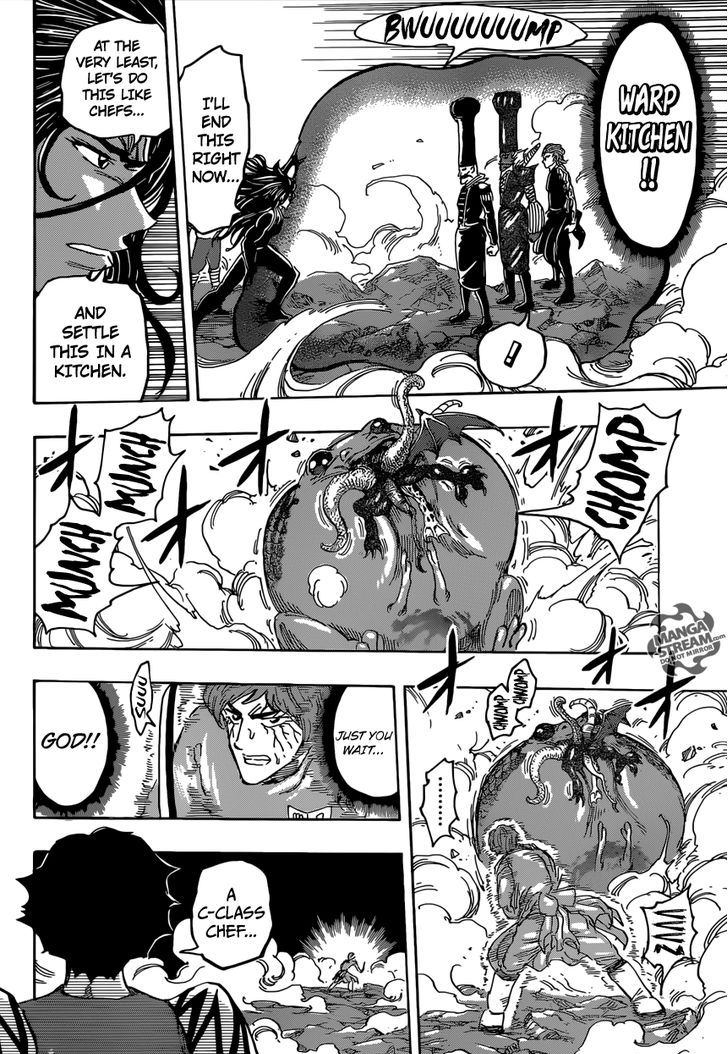 BWUUUUUUUMP
WARP
KITCHEN
!!
I'LL
END
THIS
RIGHT
NOW...
!
AT THE
VERY LEAST,
LET'S DO
THIS LIKE
CHEFS...
AND
SETTLE
THIS IN A
KITCHEN.
CHOMP
MUNCH
MUNCH
MANGA
STREAM.com
DO NOT MIRROR
CHOMP
CHOMP
........
VVVZ
JUST YOU
WAIT...
SUUU
GOD!!
A
C-CLASS
CHEF...